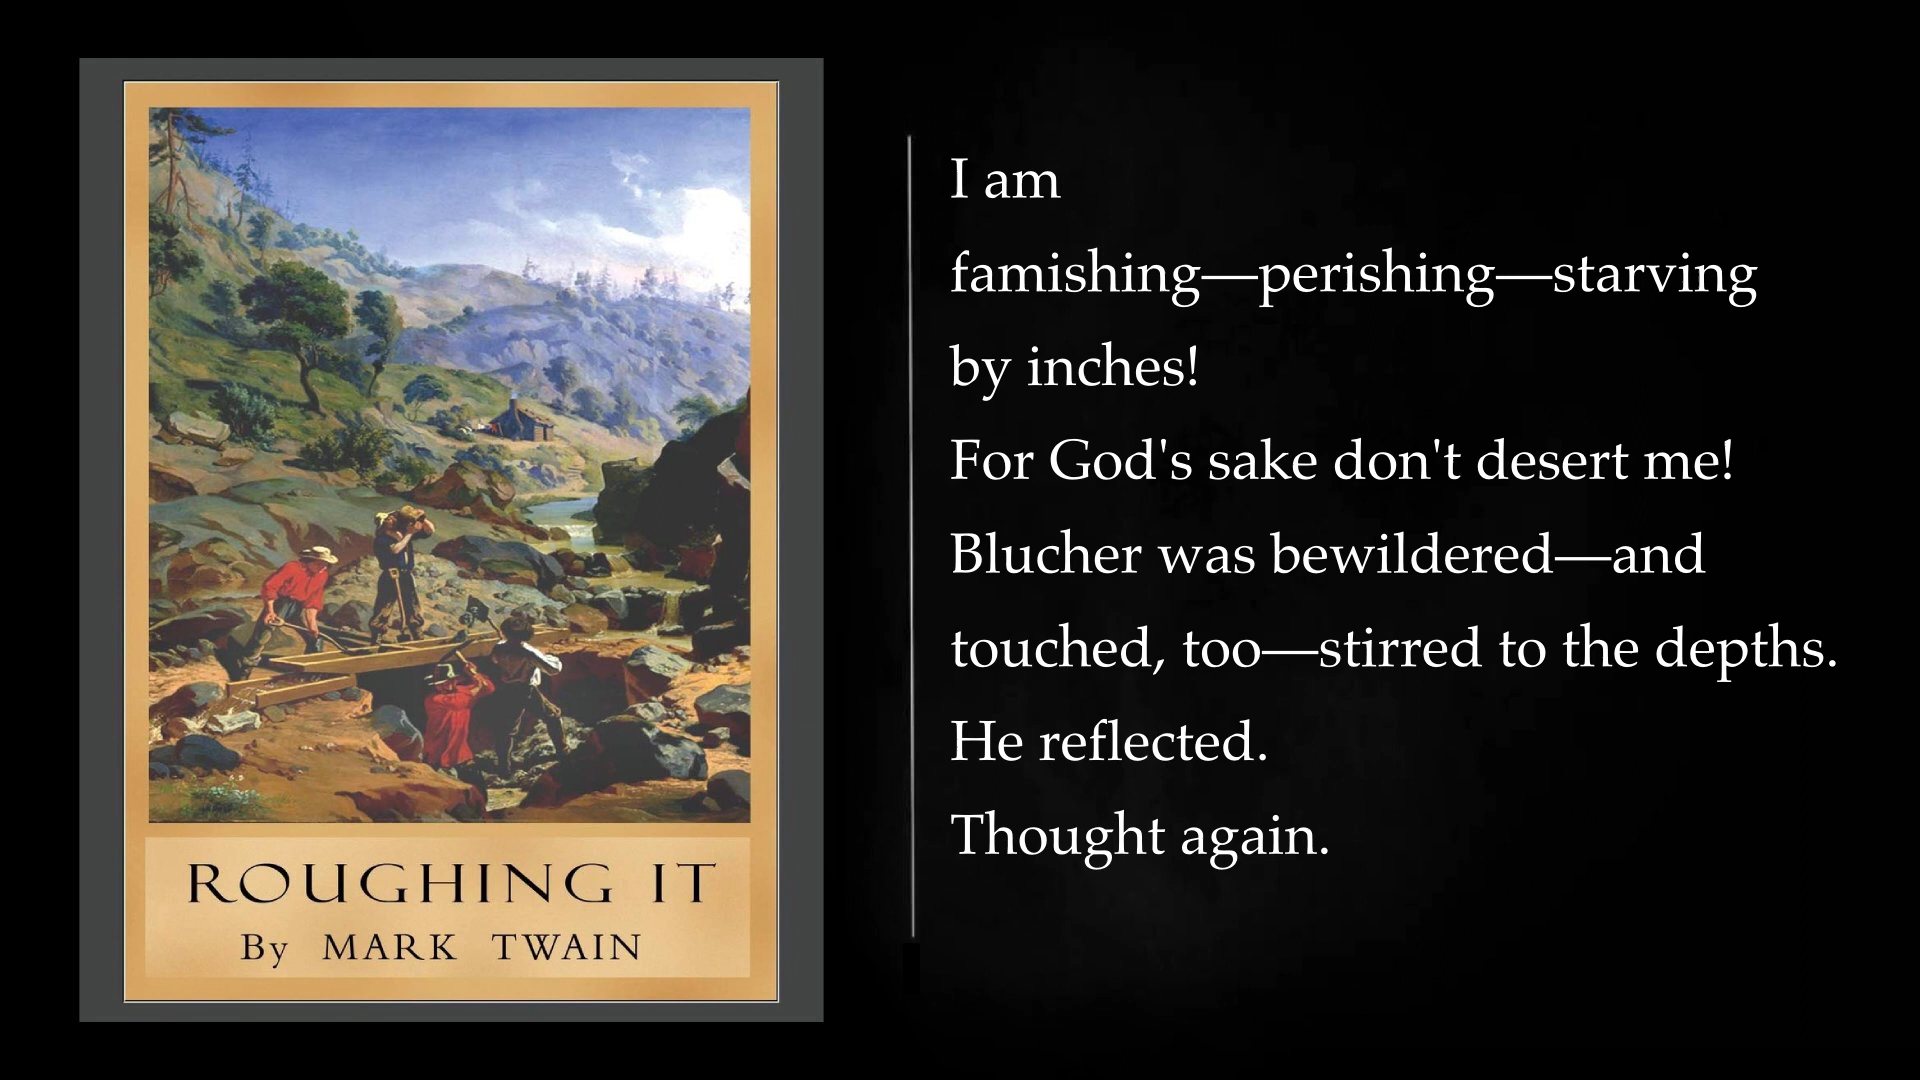 ROUGHING IT
By MARK TWAIN
I am
famishing—perishing—starving
by inches!
For God's sake don't desert me!
Blucher was bewildered—and
touched, too—stirred to the depths.
He reflected.
Thought again.